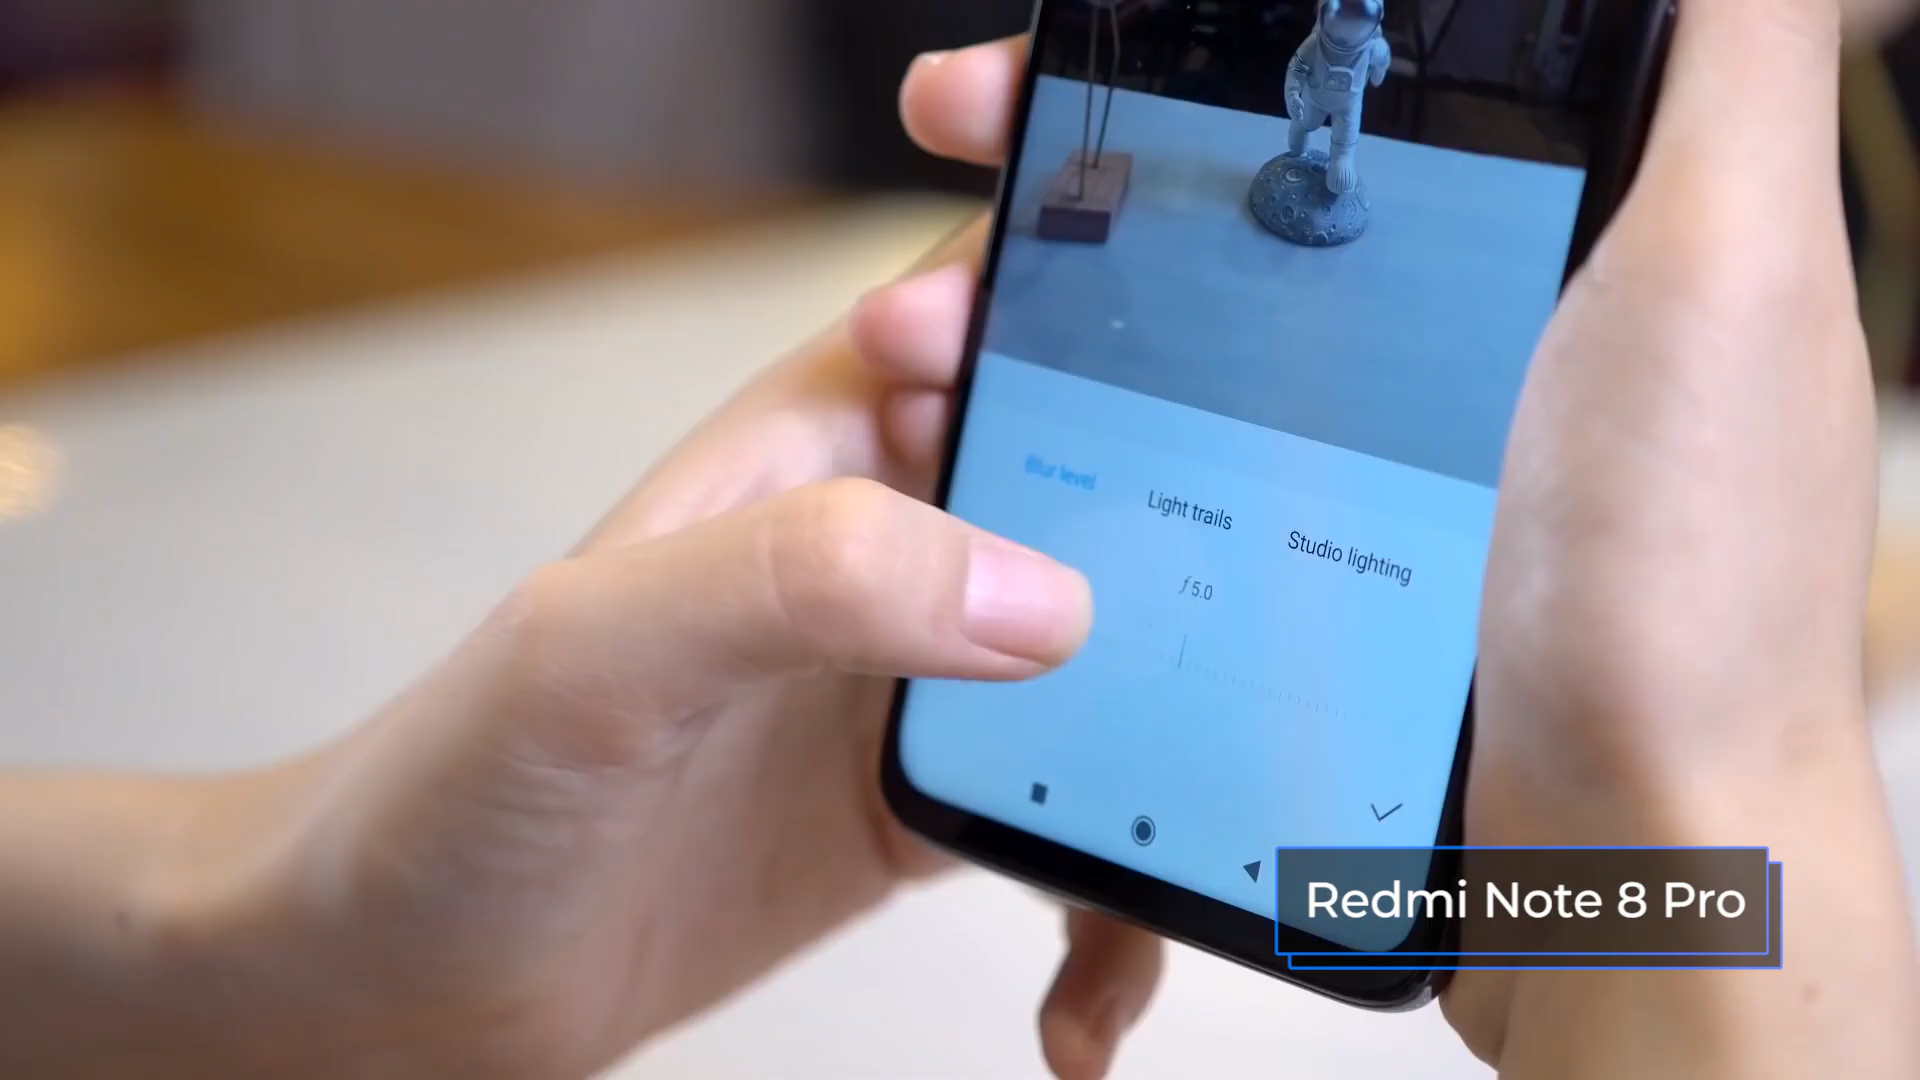 Blur level
Light trails
Studio lighting
ƒ5.0
Redmi Note 8 Pro